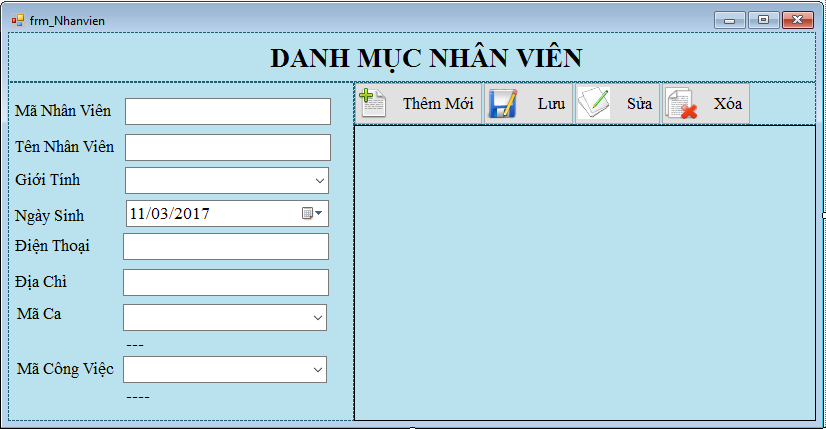 frm_Nhanvien
DANH MỤC NHÂN VIÊN
Mã Nhân Viên
Tên Nhân Viên
Giới Tính
Ngày Sinh 11/03/2017
Điện Thoại
Địa Chỉ
Mã Ca
---
Mã Công Việc
----
Thêm Mới Lưu Sửa Xóa